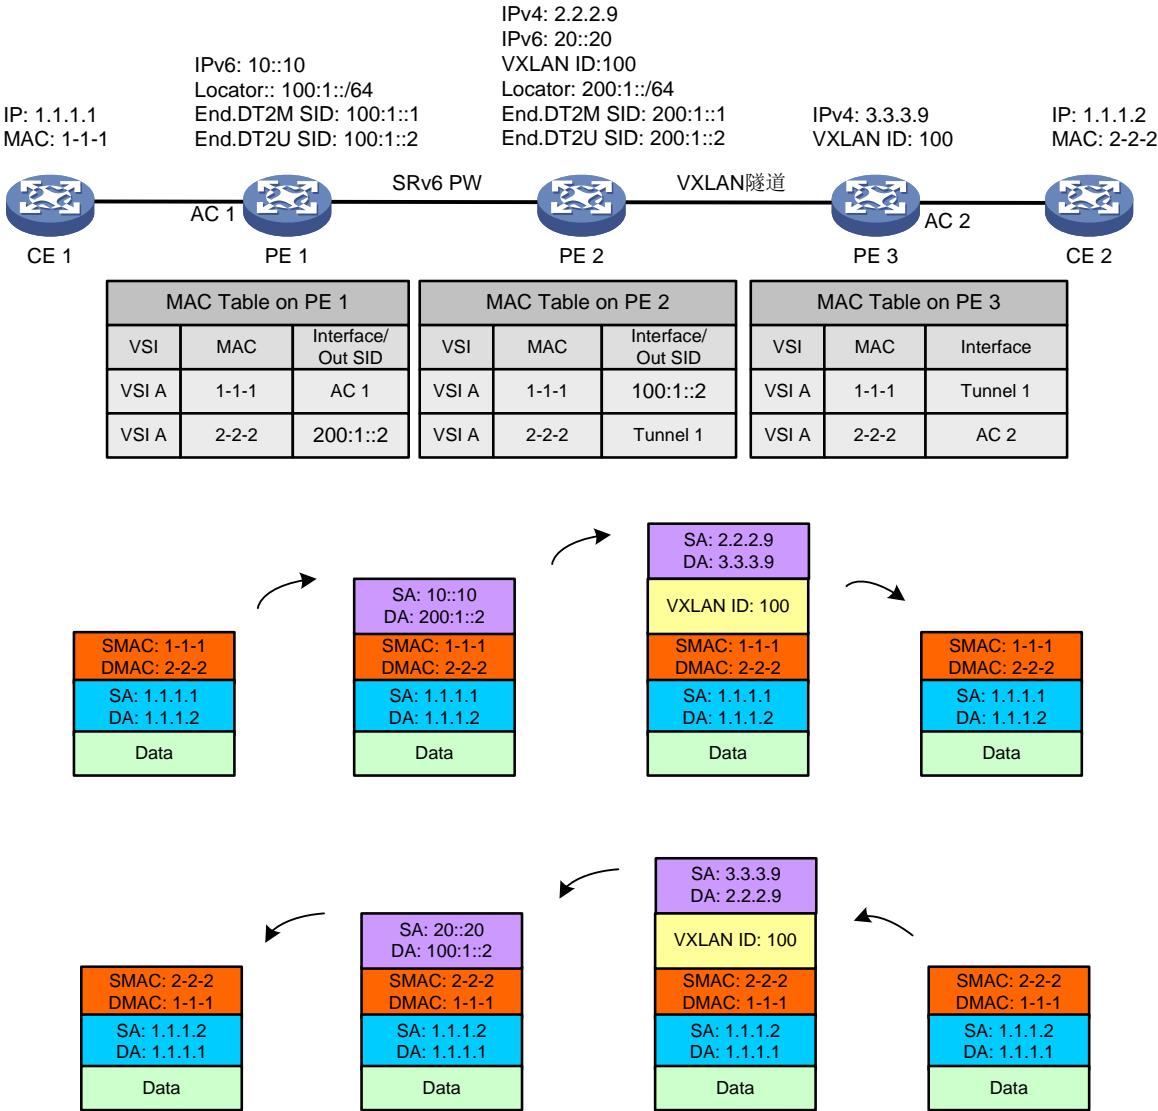 IP: 1.1.1.1
MAC: 1-1-1
IPv6: 10::10
Locator:: 100:1::/64
End.DT2M SID: 100:1::1
End.DT2U SID: 100:1::2
IPv4: 2.2.2.9
IPv6: 20::20
VXLAN ID:100
Locator: 200:1::/64
End.DT2M SID: 200:1::1
End.DT2U SID: 200:1::2
IPv4: 3.3.3.9
VXLAN ID: 100
IP: 1.1.1.2
MAC: 2-2-2
AC 1
SRv6 PW
VXLAN隧道
AC 2
CE 1
PE 1
PE 2
PE 3
CE 2
MAC Table on PE 1
VSI
MAC
Interface/
Out SID
VSI A
1-1-1
AC 1
VSI A
2-2-2
200:1::2
MAC Table on PE 2
VSI
MAC
Interface/
Out SID
VSI A
1-1-1
100:1::2
VSI A
2-2-2
Tunnel 1
MAC Table on PE 3
VSI
MAC
Interface
VSI A
1-1-1
Tunnel 1
VSI A
2-2-2
AC 2
SMAC: 1-1-1
DMAC: 2-2-2
SA: 1.1.1.1
DA: 1.1.1.2
Data
SA: 10::10
DA: 200:1::2
SMAC: 1-1-1
DMAC: 2-2-2
SA: 1.1.1.1
DA: 1.1.1.2
Data
SA: 2.2.2.9
DA: 3.3.3.9
VXLAN ID: 100
SMAC: 1-1-1
DMAC: 2-2-2
SA: 1.1.1.1
DA: 1.1.1.2
Data
SMAC: 1-1-1
DMAC: 2-2-2
SA: 1.1.1.1
DA: 1.1.1.2
Data
SMAC: 2-2-2
DMAC: 1-1-1
SA: 1.1.1.2
DA: 1.1.1.1
Data
SA: 20::20
DA: 100:1::2
SMAC: 2-2-2
DMAC: 1-1-1
SA: 1.1.1.2
DA: 1.1.1.1
Data
SA: 3.3.3.9
DA: 2.2.2.9
VXLAN ID: 100
SMAC: 2-2-2
DMAC: 1-1-1
SA: 1.1.1.2
DA: 1.1.1.1
Data
SMAC: 2-2-2
DMAC: 1-1-1
SA: 1.1.1.2
DA: 1.1.1.1
Data